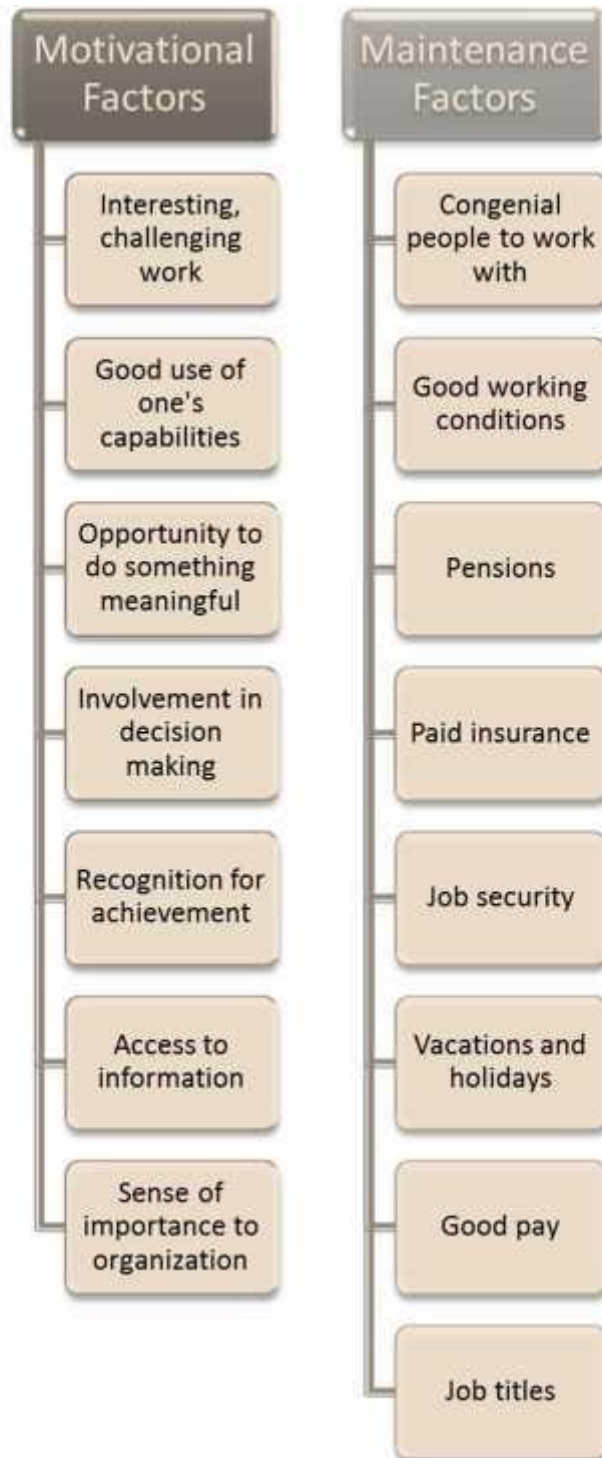 Motivational
Factors
Interesting,
challenging
work
Good use of
one's
capabilities
Opportunity to
do something
meaningful
Involvement in
decision
making
Recognition for
achievement
Access to
information
Sense of
importance to
organization
Maintenance
Factors
Congenial
people to work
with
Good working
conditions
Pensions
Paid insurance
Job security
Vacations and
holidays
Good pay
Job titles